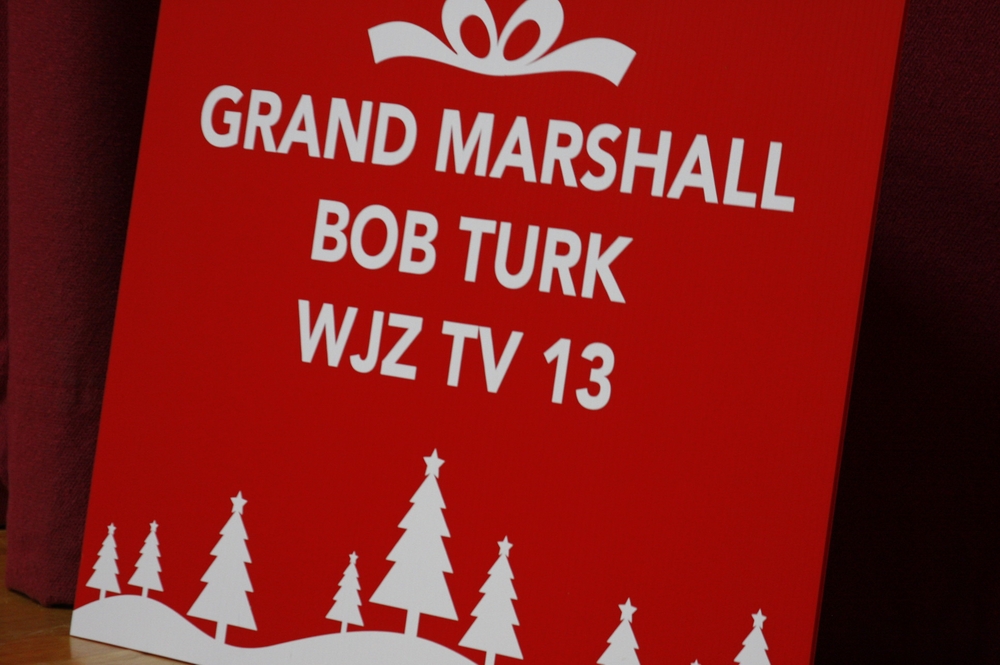 GRAND MARSHALL
BOB TURK
WJZ TV 13